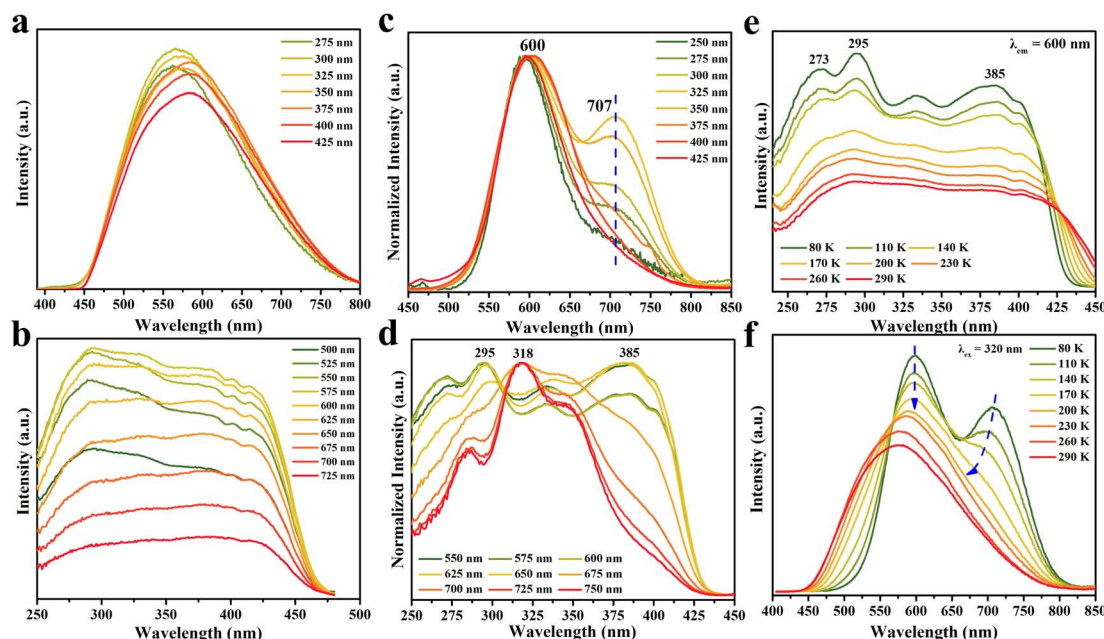 a
275 nm
300 nm
325 nm
350 nm
375 nm
400 nm
425 nm
Intensity (a.u.)
400 450 500 550 600 650 700 750 800
Wavelength (nm)
b
500 nm
525 nm
550 nm
575 nm
600 nm
625 nm
650 nm
675 nm
700 nm
725 nm
Intensity (a.u.)
250 300 350 400 450 500
Wavelength (nm)
c
600
707
250 nm
275 nm
300 nm
325 nm
350 nm
375 nm
400 nm
425 nm
Normalized Intensity (a.u.)
400 450 500 550 600 650 700 750 800 850
Wavelength (nm)
d
295 318 385
550 nm 575 nm 600 nm
625 nm 650 nm 675 nm
700 nm 725 nm 750 nm
Normalized Intensity (a.u.)
250 300 350 400 450
Wavelength (nm)
e
273 295 385
λem = 600 nm
80 K 110 K 140 K
170 K 200 K 230 K
260 K 290 K
Intensity (a.u.)
250 300 350 400 450
Wavelength (nm)
f
λex = 320 nm
80 K
110 K
140 K
170 K
200 K
230 K
260 K
290 K
Intensity (a.u.)
400 450 500 550 600 650 700 750 800 850
Wavelength (nm)